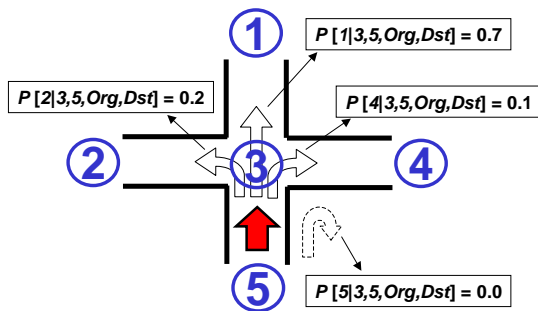 1
P [1|3,5,Org,Dst] = 0.7
P [2|3,5,Org,Dst] = 0.2
P [4|3,5,Org,Dst] = 0.1
2
3
4
5
P [5|3,5,Org,Dst] = 0.0